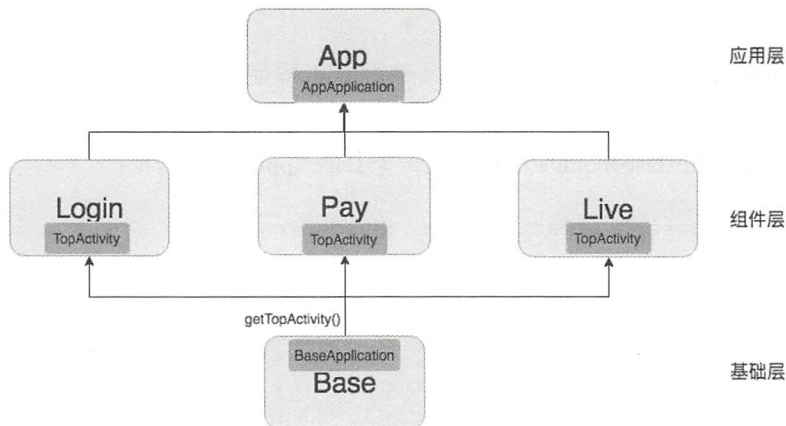 App
AppApplication
应用层
Login
TopActivity
Pay
TopActivity
Live
TopActivity
组件层
getTopActivity()
BaseApplication
Base
基础层